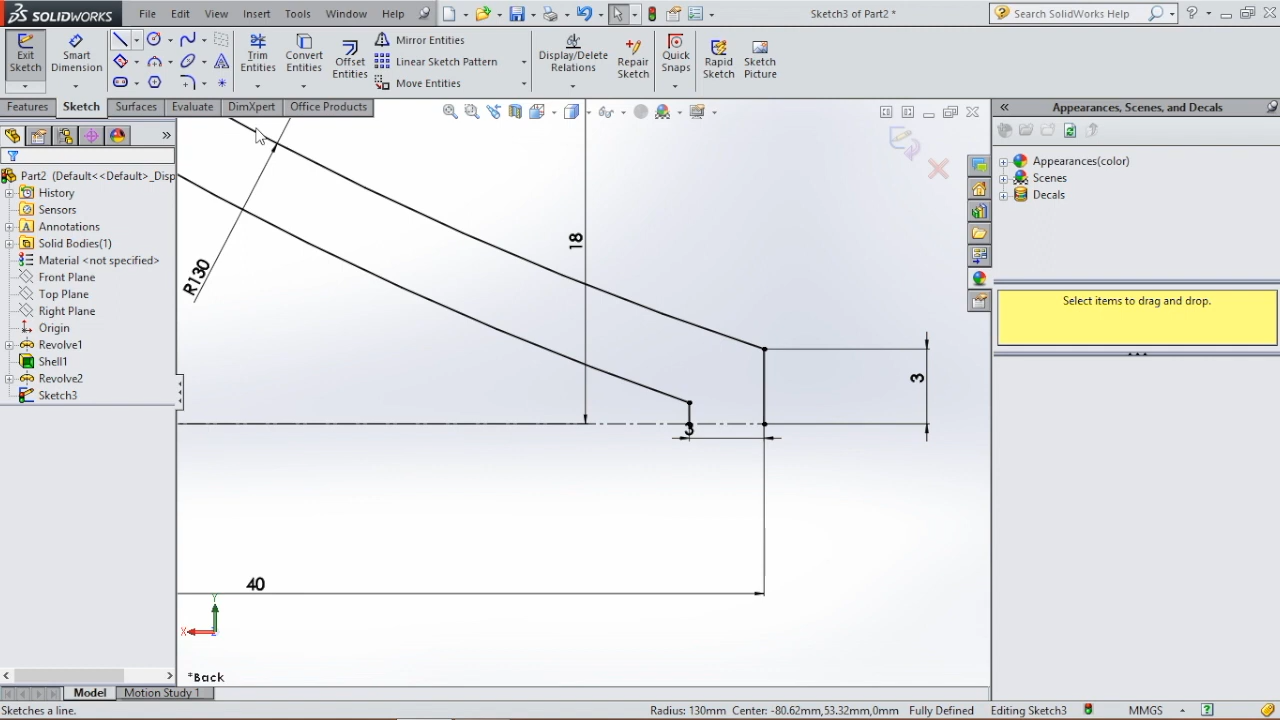 SOLIDWORKS File Edit View Insert Tools Window Help Sketch3 of Part2 * Search SolidWorks Help
Exit Sketch
Smart Dimension
Trim Entities
Convert Entities
Offset Entities
Mirror Entities
Linear Sketch Pattern
Move Entities
Display/Delete Relations
Repair Sketch
Quick Snaps
Rapid Sketch
Sketch Picture
Features Sketch Surfaces Evaluate DimXpert Office Products
Appearances, Scenes, and Decals
Part2 (Default<<Default>_Disp
History
Sensors
Annotations
Solid Bodies(1)
Material <not specified>
Front Plane
Top Plane
Right Plane
Origin
Revolve1
Shell1
Revolve2
Sketch3
R130
18
3
3
40
Y
X
*Back
Appearances(color)
Scenes
Decals
Select items to drag and drop.
Model Motion Study 1
Sketches a line. Radius: 130mm Center: -80.62mm,53.32mm,0mm Fully Defined Editing Sketch3 MMGS